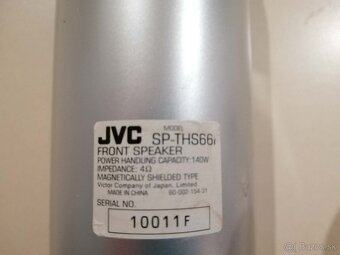 MODEL
JVC SP-THS66
FRONT SPEAKER
POWER HANDLING CAPACITY:140W
IMPEDANCE: 4Ω
MAGNETICALLY SHIELDED TYPE
Victor Company of Japan, Limited
MADE IN CHINA
SERIAL NO.
10011F